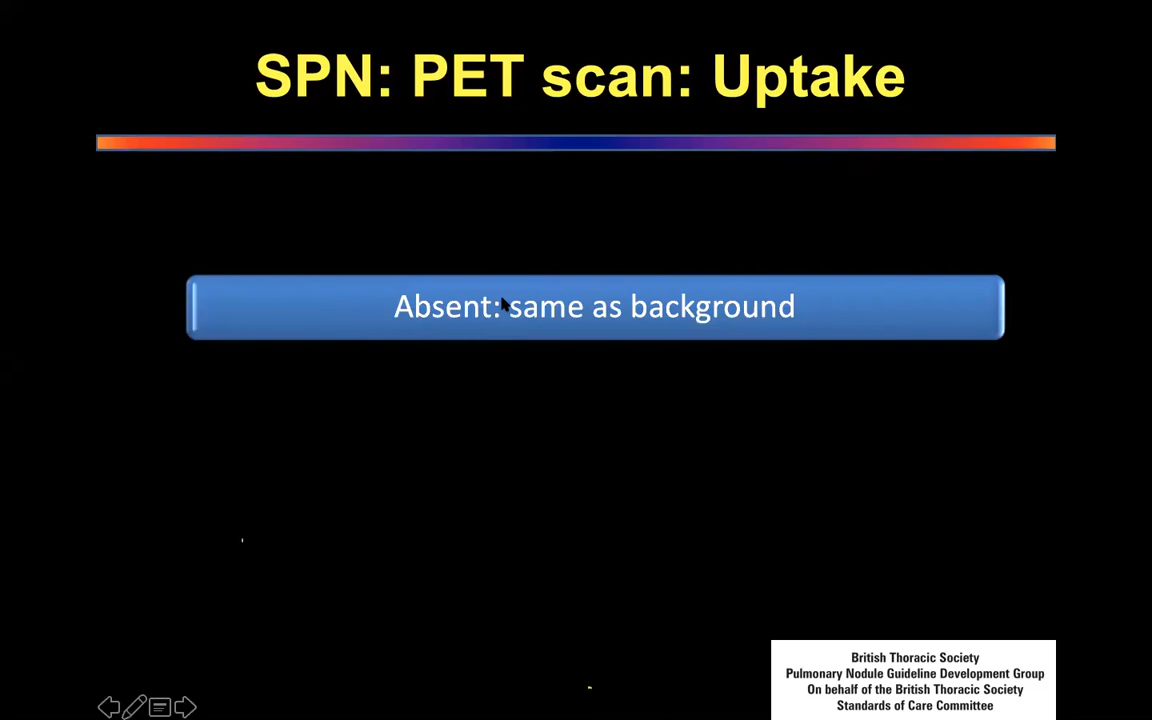 SPN: PET scan: Uptake
Absent: same as background
British Thoracic Society
Pulmonary Nodule Guideline Development Group
On behalf of the British Thoracic Society
Standards of Care Committee